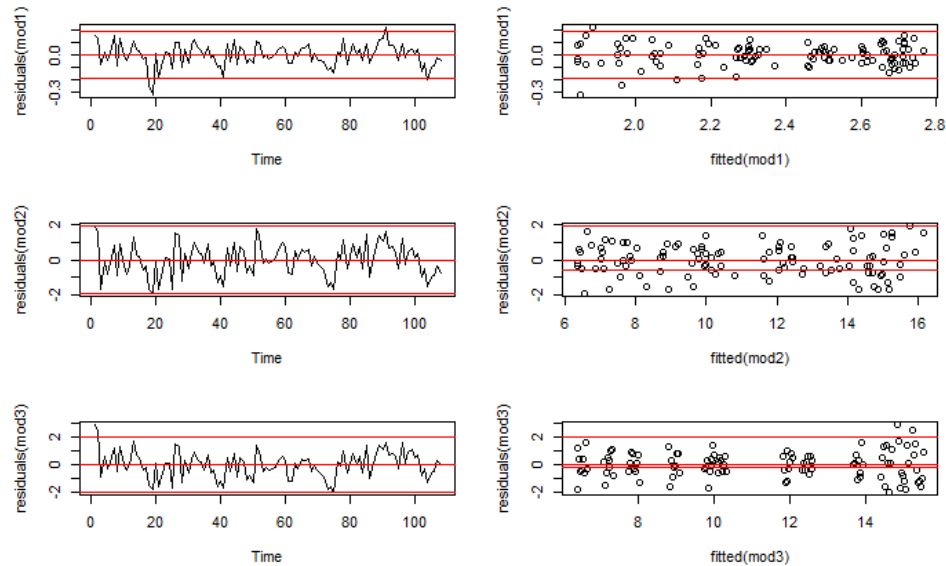 residuals(mod1)
0.0
-0.3
0 20 40 60 80 100
Time
residuals(mod1)
0.0
-0.3
2.0 2.2 2.4 2.6 2.8
fitted(mod1)
residuals(mod2)
2
0
-2
0 20 40 60 80 100
Time
residuals(mod2)
2
0
-2
6 8 10 12 14 16
fitted(mod2)
residuals(mod3)
2
0
-2
0 20 40 60 80 100
Time
residuals(mod3)
2
0
-2
8 10 12 14
fitted(mod3)